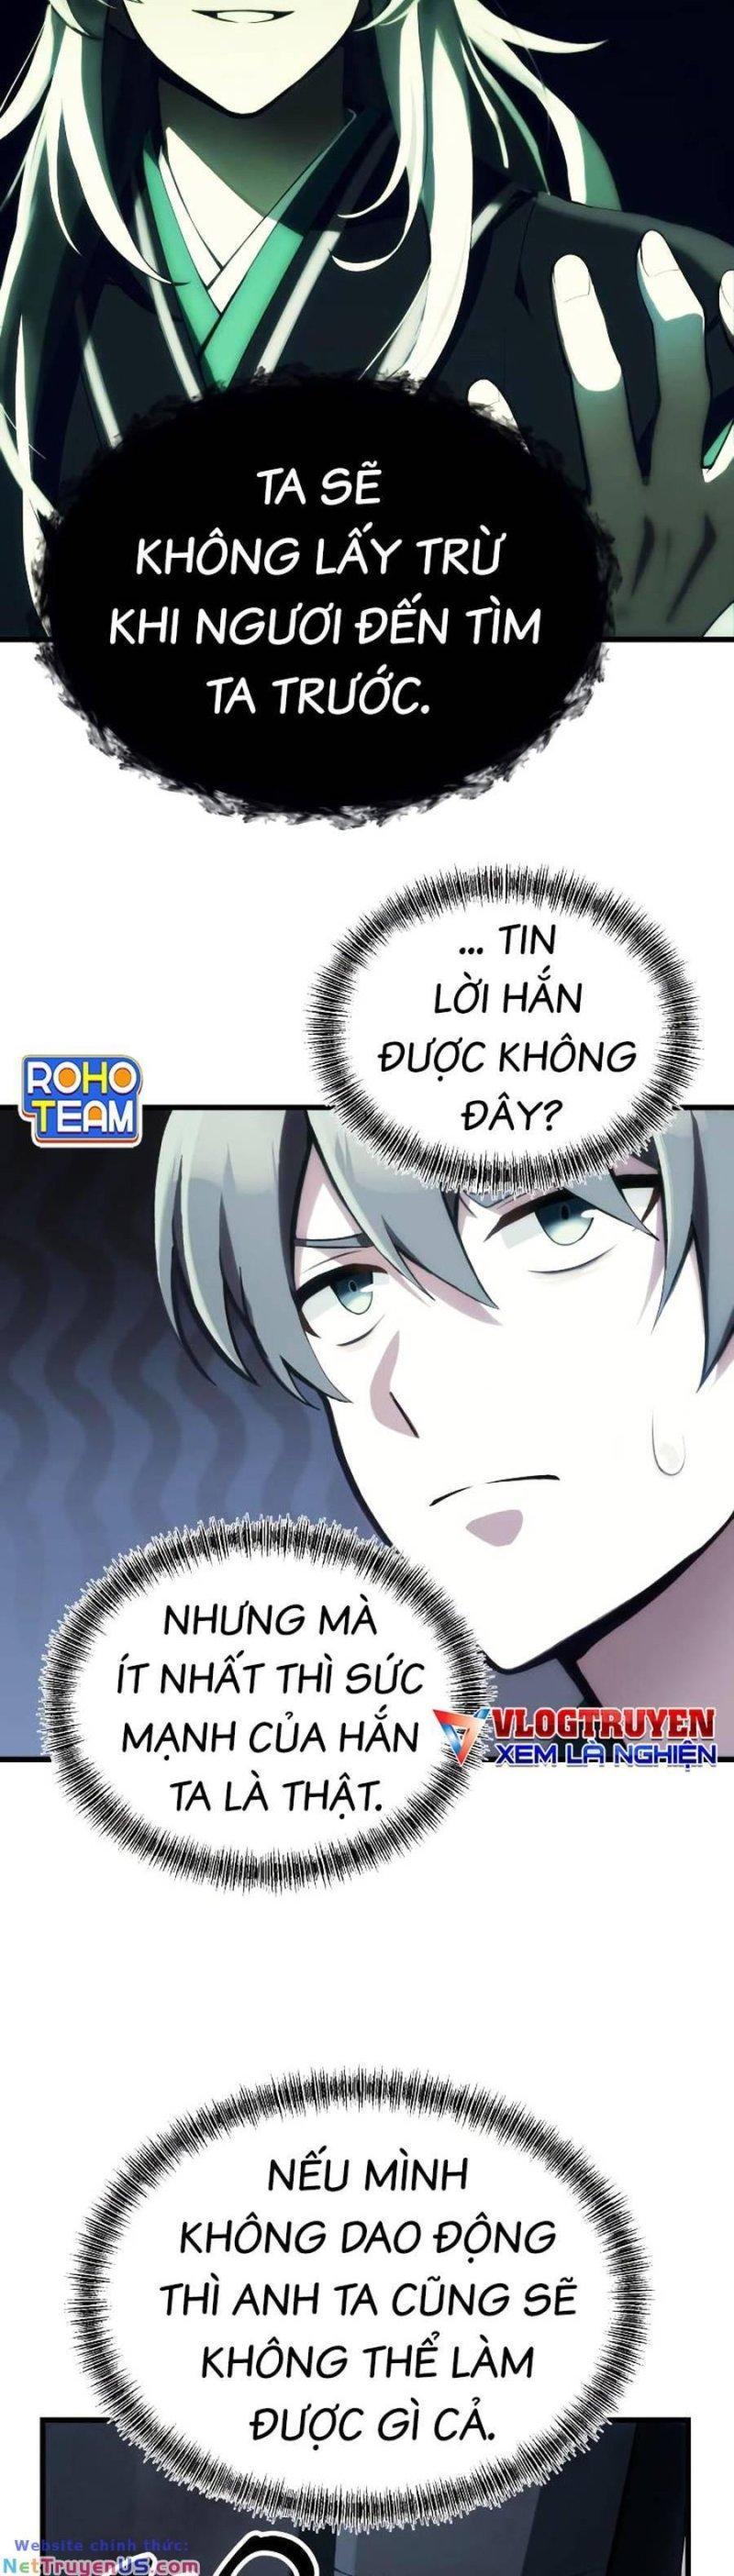 TA SẼ
KHÔNG LẤY TRỪ
KHI NGƯƠI ĐẾN TÌM
TA TRƯỚC.
... TIN
LỜI HẮN
ĐƯỢC KHÔNG
ĐÂY?
ROHO
TEAM
NHƯNG MÀ
ÍT NHẤT THÌ SỨC
MẠNH CỦA HẮN
TA LÀ THẬT.
VLOGTRUYEN
XEM LÀ NGHIỆN
NẾU MÌNH
KHÔNG DAO ĐỘNG
THÌ ANH TA CŨNG SẼ
KHÔNG THỂ LÀM
ĐƯỢC GÌ CẢ.
Website chính thức:
NetTruyenUS.com